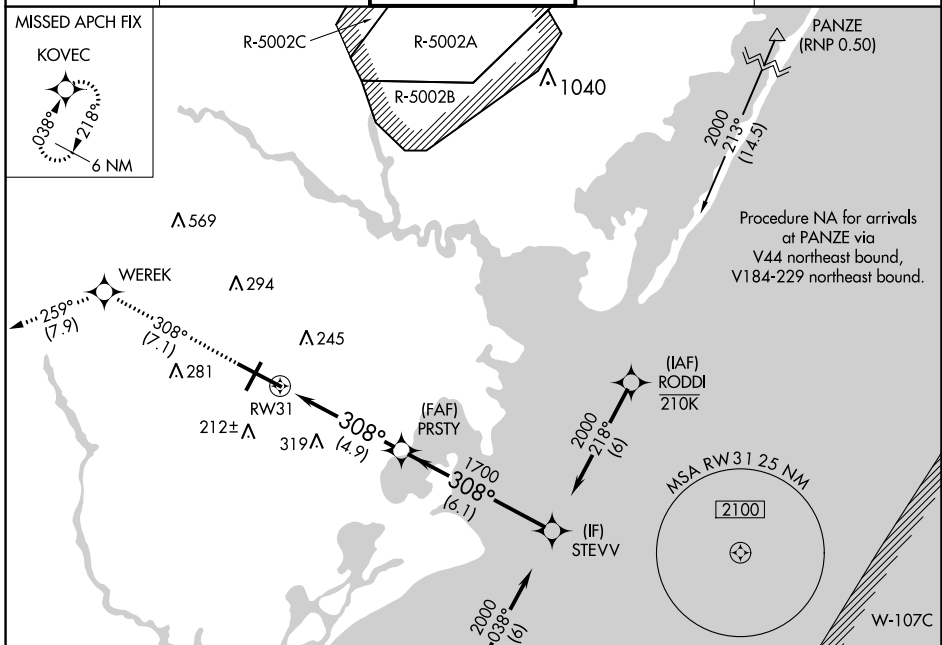 MISSED APCH FIX
KOVEC
038°
218°
6 NM
R-5002C
R-5002A
R-5002B
1040
PANZE
(RNP 0.50)
2000
213°
(14.5)
Procedure NA for arrivals
at PANZE via
V44 northeast bound,
V184-229 northeast bound.
569
WEREK
294
259°
(7.9)
308°
(7.1)
245
281
RW31
212±
319
308°
(4.9)
(FAF)
PRSTY
1700
308°
(6.1)
(IAF)
RODDI
210K
2000
218°
(6)
(IF)
STEVV
MSA RW31 25 NM
2100
2000
038°
(6)
W-107C